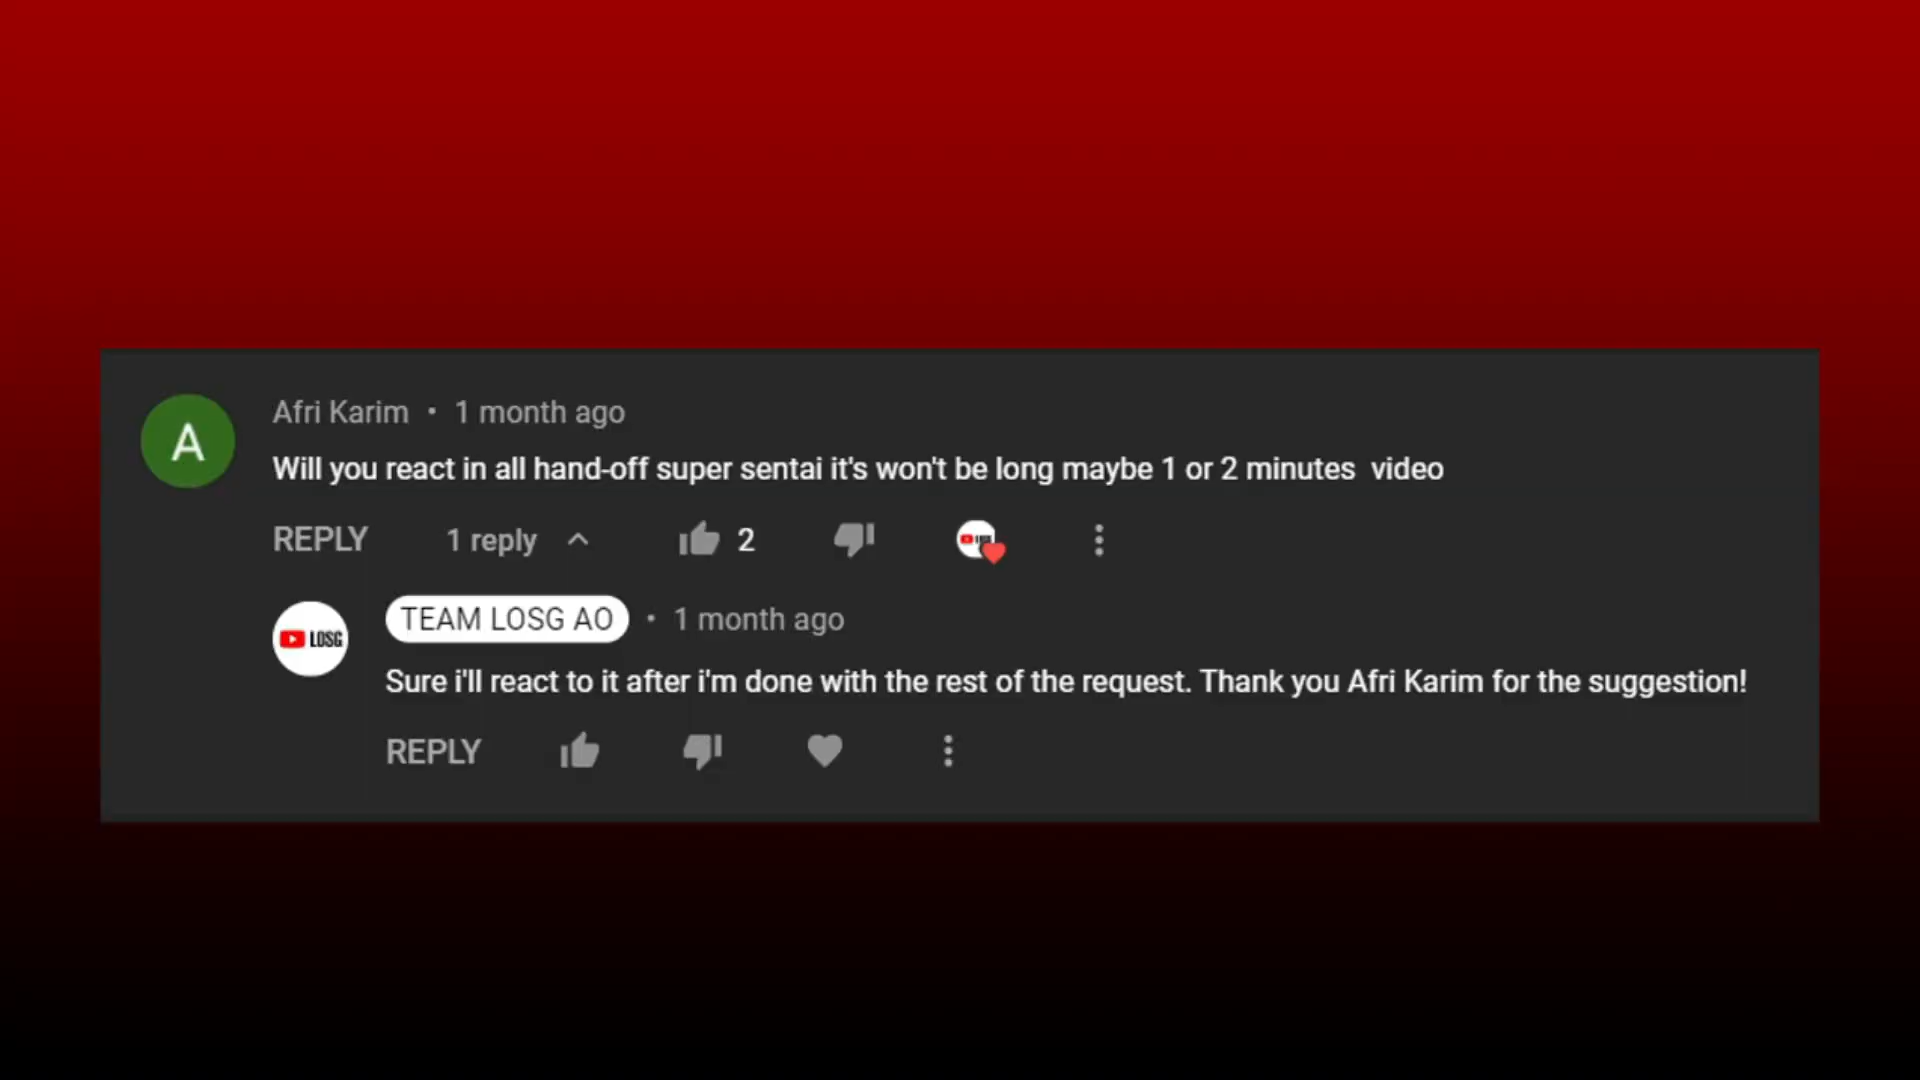 A
Afri Karim • 1 month ago
Will you react in all hand-off super sentai it's won't be long maybe 1 or 2 minutes  video
REPLY 1 reply 2
LOSG TEAM LOSG AO • 1 month ago
Sure i'll react to it after i'm done with the rest of the request. Thank you Afri Karim for the suggestion!
REPLY